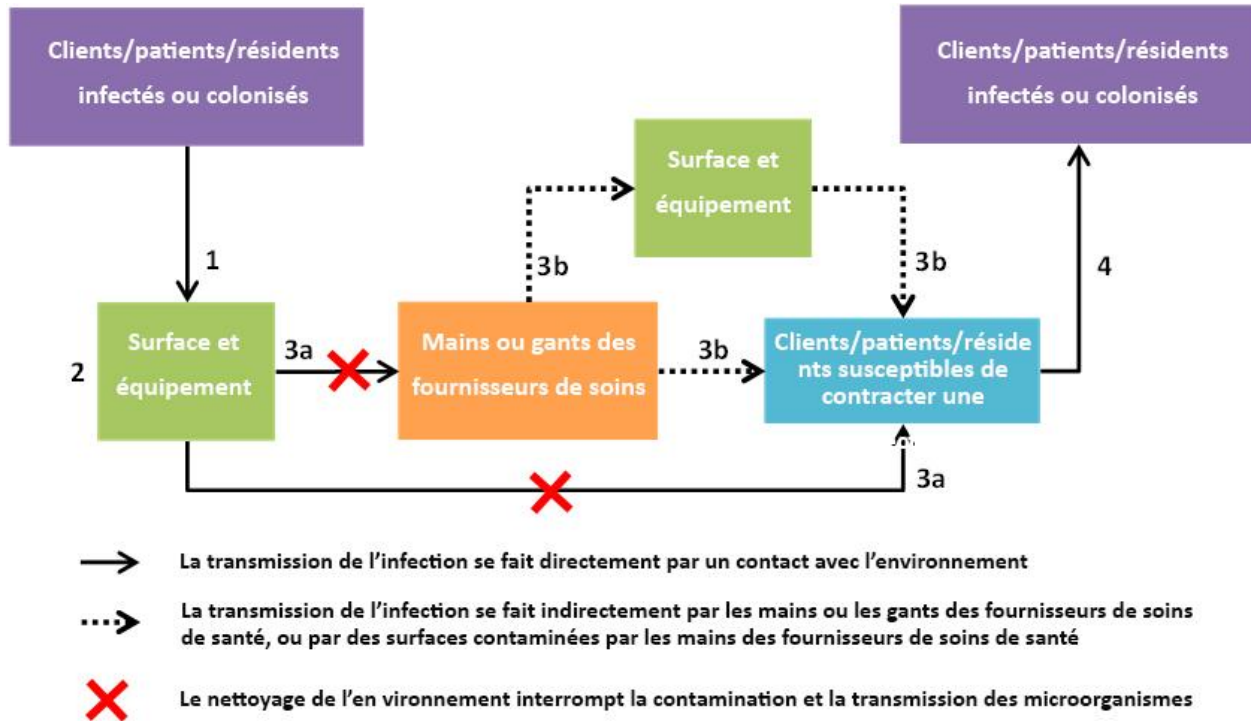 Clients/patients/résidents
infectés ou colonisés
Clients/patients/résidents
infectés ou colonisés
Surface et
équipement
1
3b
3b
4
2
Surface et
équipement
3a
Mains ou gants des
fournisseurs de soins
3b
Clients/patients/réside
nts susceptibles de
contracter une
3a
La transmission de l'infection se fait directement par un contact avec l'environnement
La transmission de l'infection se fait indirectement par les mains ou les gants des fournisseurs de soins
de santé, ou par des surfaces contaminées par les mains des fournisseurs de soins de santé
Le nettoyage de l'en vironnement interrompt la contamination et la transmission des microorganismes